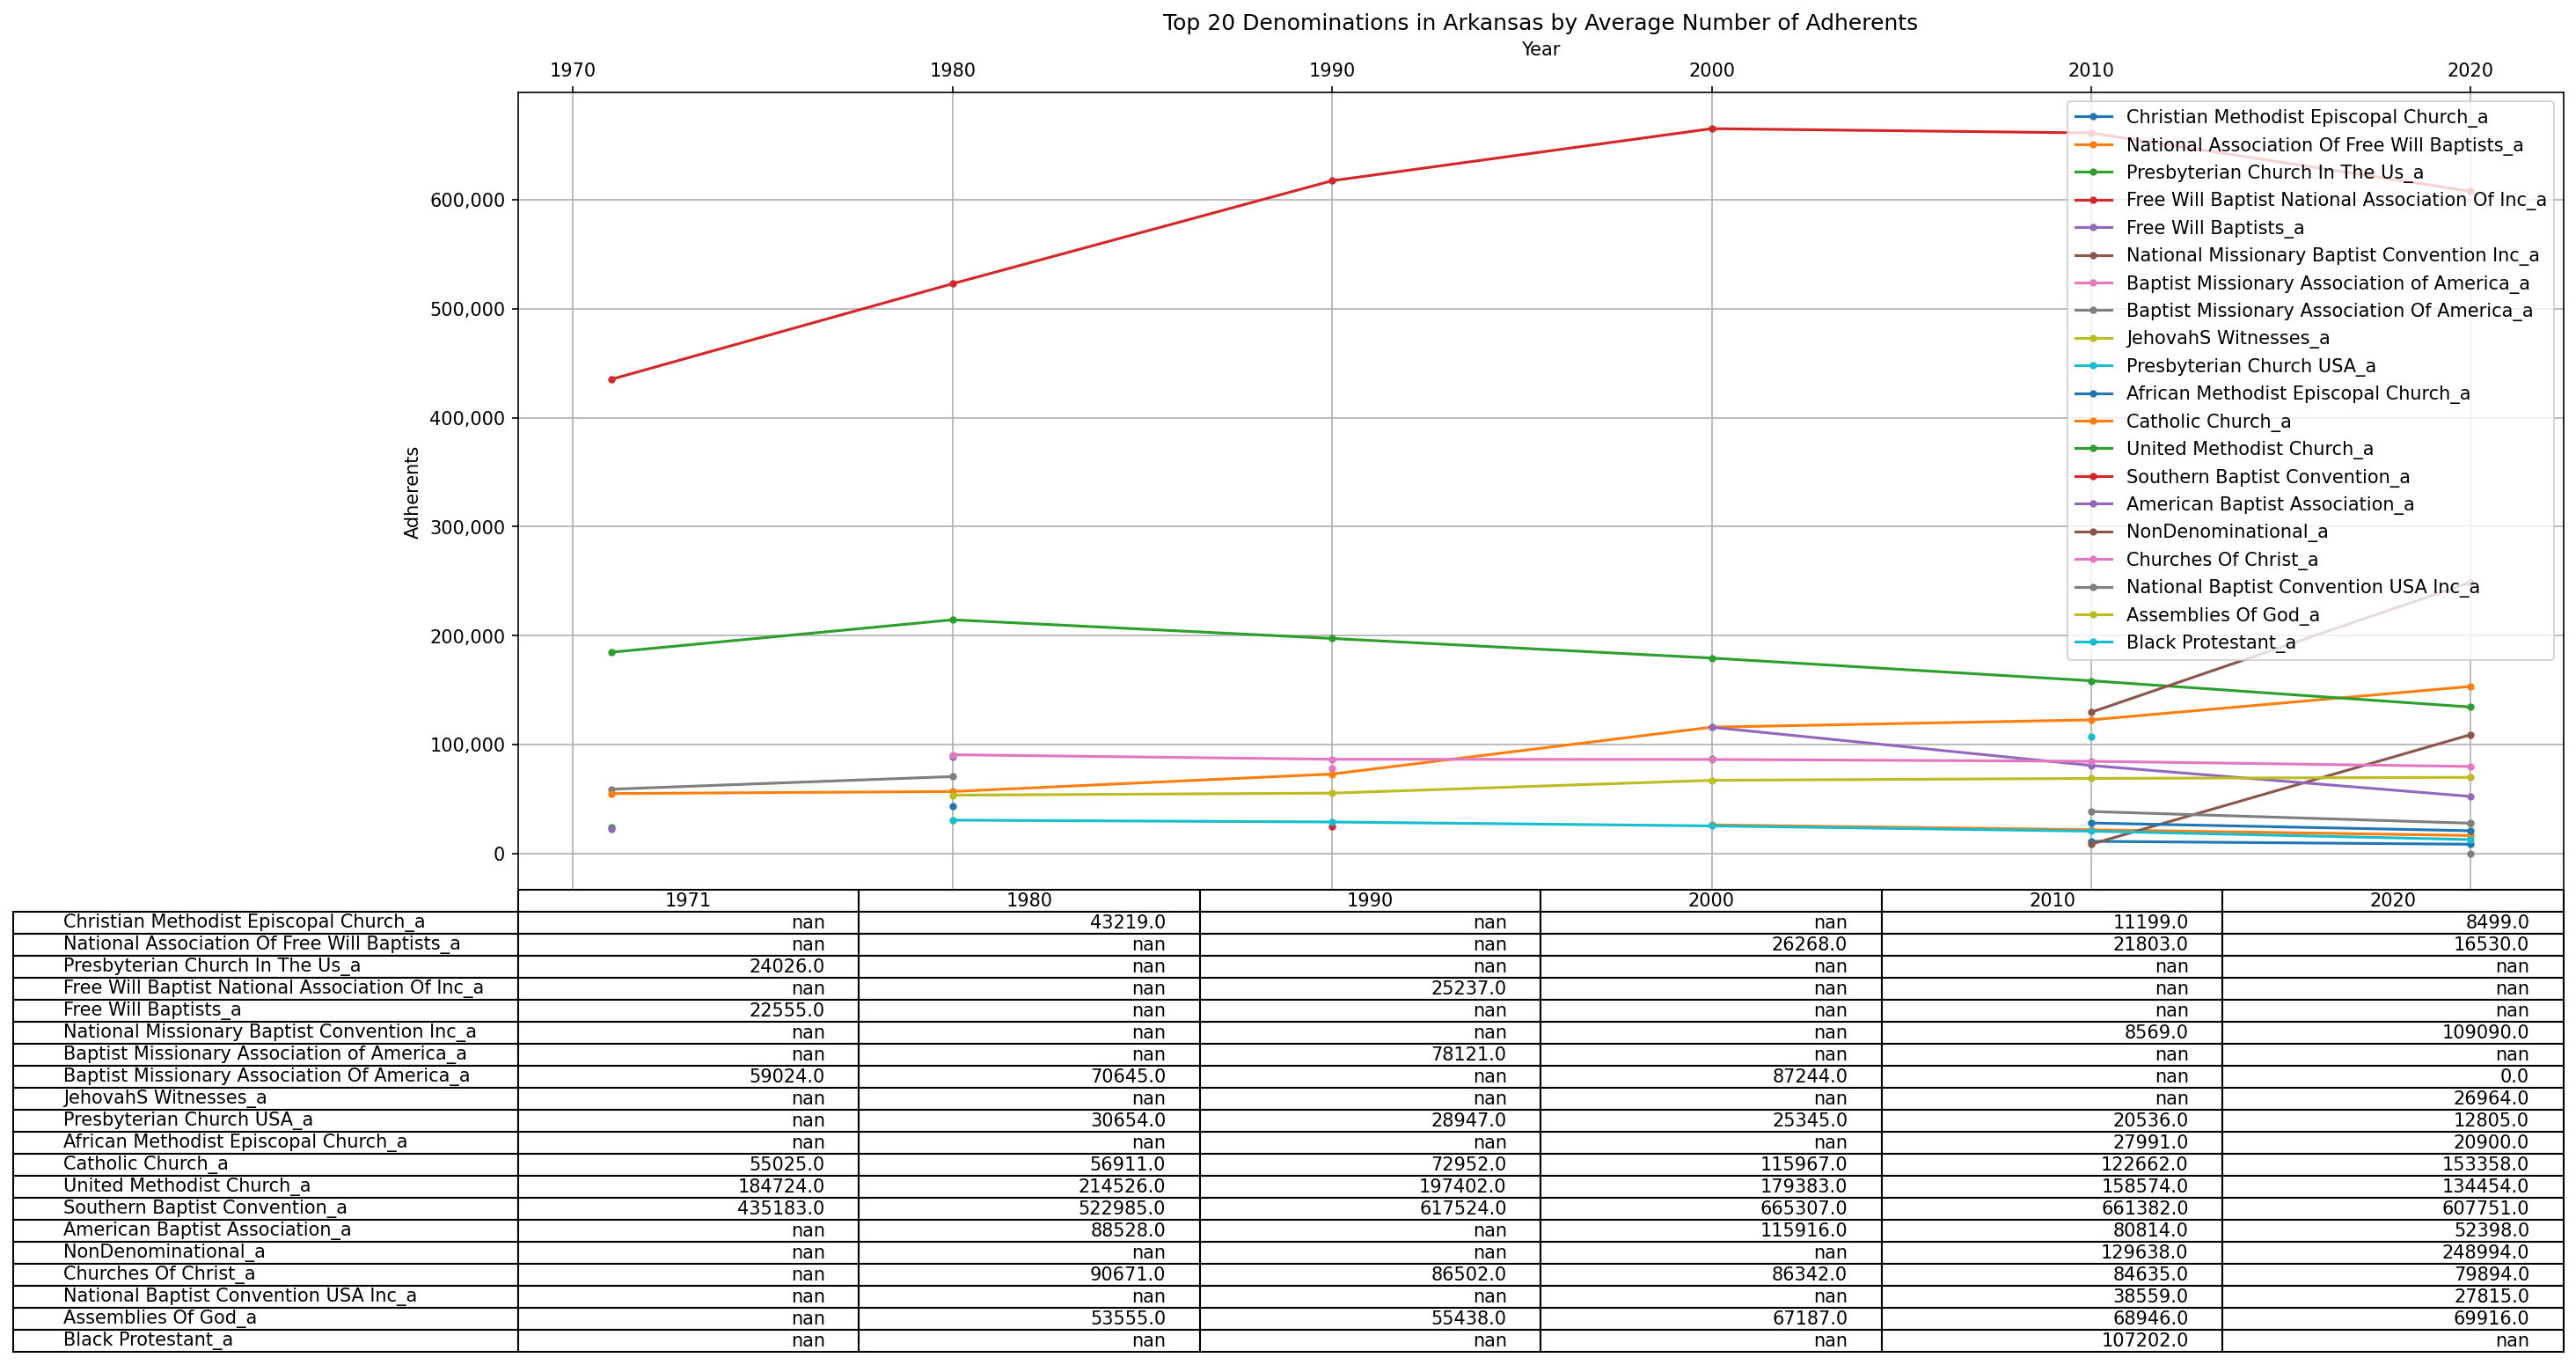 Top 20 Denominations in Arkansas by Average Number of Adherents
Year
1970 1980 1990 2000 2010 2020
Adherents
600,000
500,000
400,000
300,000
200,000
100,000
0
Christian Methodist Episcopal Church_a
National Association Of Free Will Baptists_a
Presbyterian Church In The Us_a
Free Will Baptist National Association Of Inc_a
Free Will Baptists_a
National Missionary Baptist Convention Inc_a
Baptist Missionary Association of America_a
Baptist Missionary Association Of America_a
JehovahS Witnesses_a
Presbyterian Church USA_a
African Methodist Episcopal Church_a
Catholic Church_a
United Methodist Church_a
Southern Baptist Convention_a
American Baptist Association_a
NonDenominational_a
Churches Of Christ_a
National Baptist Convention USA Inc_a
Assemblies Of God_a
Black Protestant_a
1971 1980 1990 2000 2010 2020
Christian Methodist Episcopal Church_a nan 43219.0 nan nan 11199.0 8499.0
National Association Of Free Will Baptists_a nan nan nan 26268.0 21803.0 16530.0
Presbyterian Church In The Us_a 24026.0 nan nan nan nan nan
Free Will Baptist National Association Of Inc_a nan nan 25237.0 nan nan nan
Free Will Baptists_a 22555.0 nan nan nan nan nan
National Missionary Baptist Convention Inc_a nan nan nan nan 8569.0 109090.0
Baptist Missionary Association of America_a nan nan 78121.0 nan nan nan
Baptist Missionary Association Of America_a 59024.0 70645.0 nan 87244.0 nan 0.0
JehovahS Witnesses_a nan nan nan nan nan 26964.0
Presbyterian Church USA_a nan 30654.0 28947.0 25345.0 20536.0 12805.0
African Methodist Episcopal Church_a nan nan nan nan 27991.0 20900.0
Catholic Church_a 55025.0 56911.0 72952.0 115967.0 122662.0 153358.0
United Methodist Church_a 184724.0 214526.0 197402.0 179383.0 158574.0 134454.0
Southern Baptist Convention_a 435183.0 522985.0 617524.0 665307.0 661382.0 607751.0
American Baptist Association_a nan 88528.0 nan 115916.0 80814.0 52398.0
NonDenominational_a nan nan nan nan 129638.0 248994.0
Churches Of Christ_a nan 90671.0 86502.0 86342.0 84635.0 79894.0
National Baptist Convention USA Inc_a nan nan nan nan 38559.0 27815.0
Assemblies Of God_a nan 53555.0 55438.0 67187.0 68946.0 69916.0
Black Protestant_a nan nan nan nan 107202.0 nan